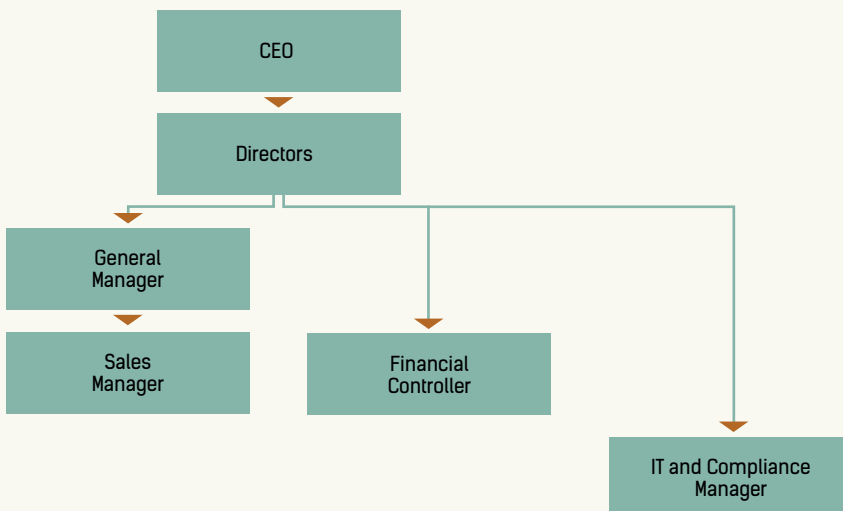 CEO
Directors
General
Manager
Sales
Manager
Financial
Controller
IT and Compliance
Manager